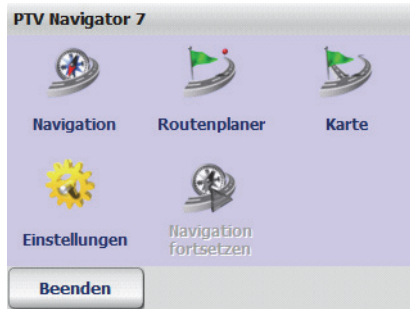 PTV Navigator 7
Navigation
Routenplaner
Karte
Einstellungen
Navigation
fortsetzen
Beenden